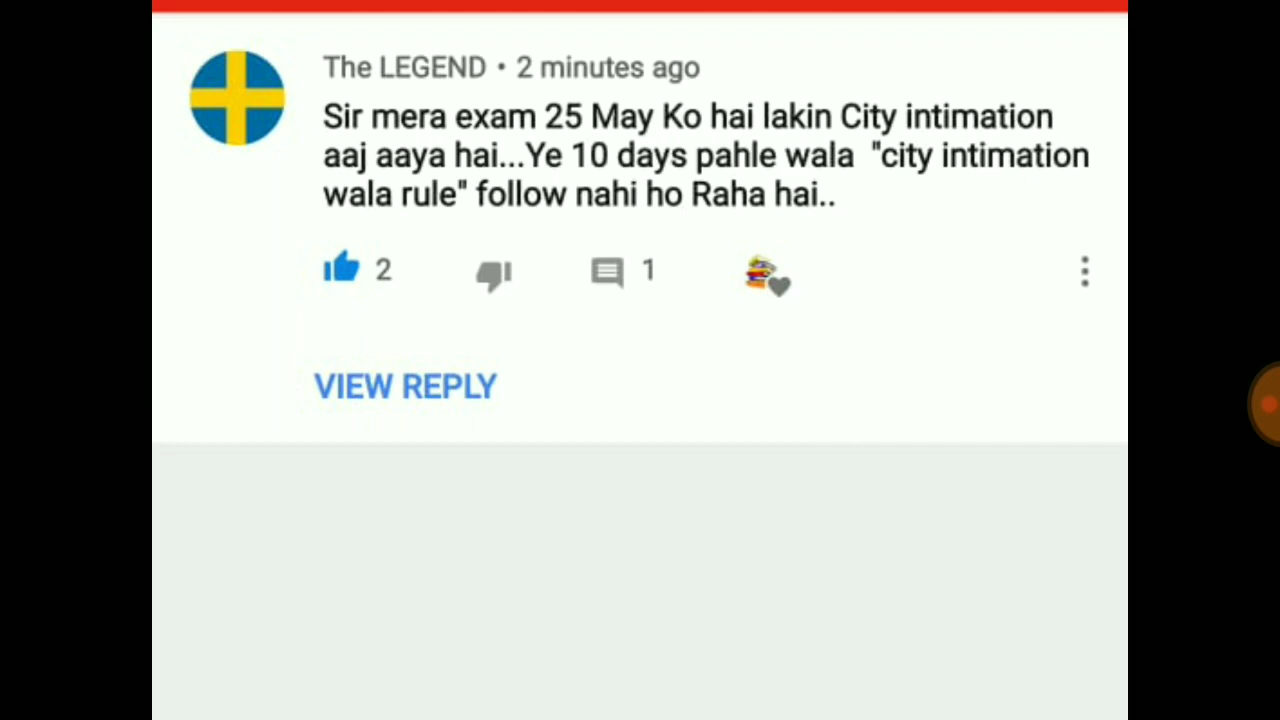 The LEGEND • 2 minutes ago
Sir mera exam 25 May Ko hai lakin City intimation
aaj aaya hai...Ye 10 days pahle wala "city intimation
wala rule" follow nahi ho Raha hai..
2 1
VIEW REPLY